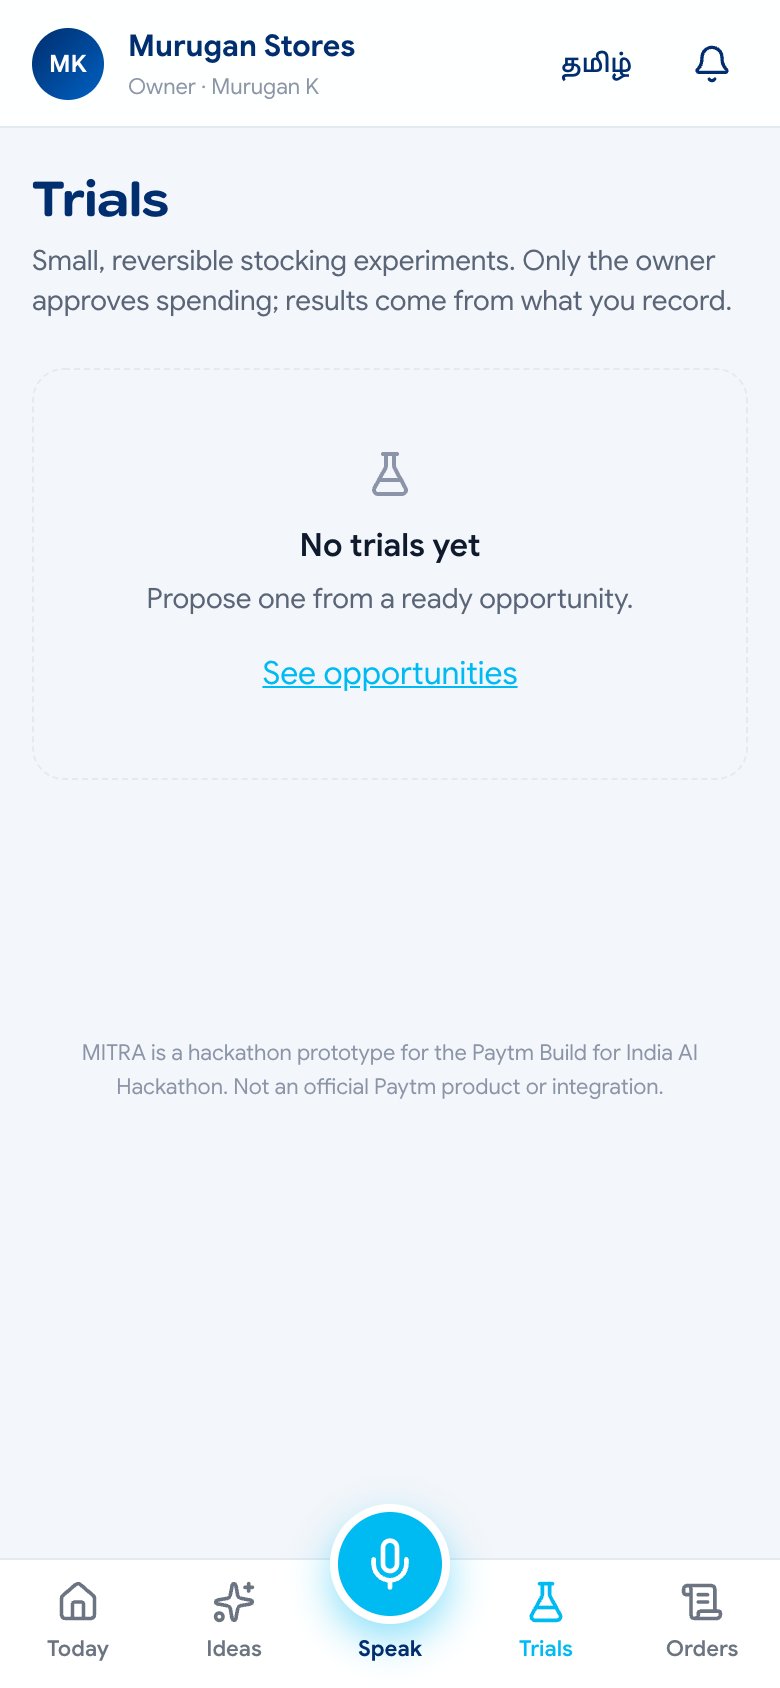 MK
Murugan Stores
Owner · Murugan K
தமிழ்
Trials
Small, reversible stocking experiments. Only the owner
approves spending; results come from what you record.
No trials yet
Propose one from a ready opportunity.
See opportunities
MITRA is a hackathon prototype for the Paytm Build for India AI
Hackathon. Not an official Paytm product or integration.
Today
Ideas
Speak
Trials
Orders